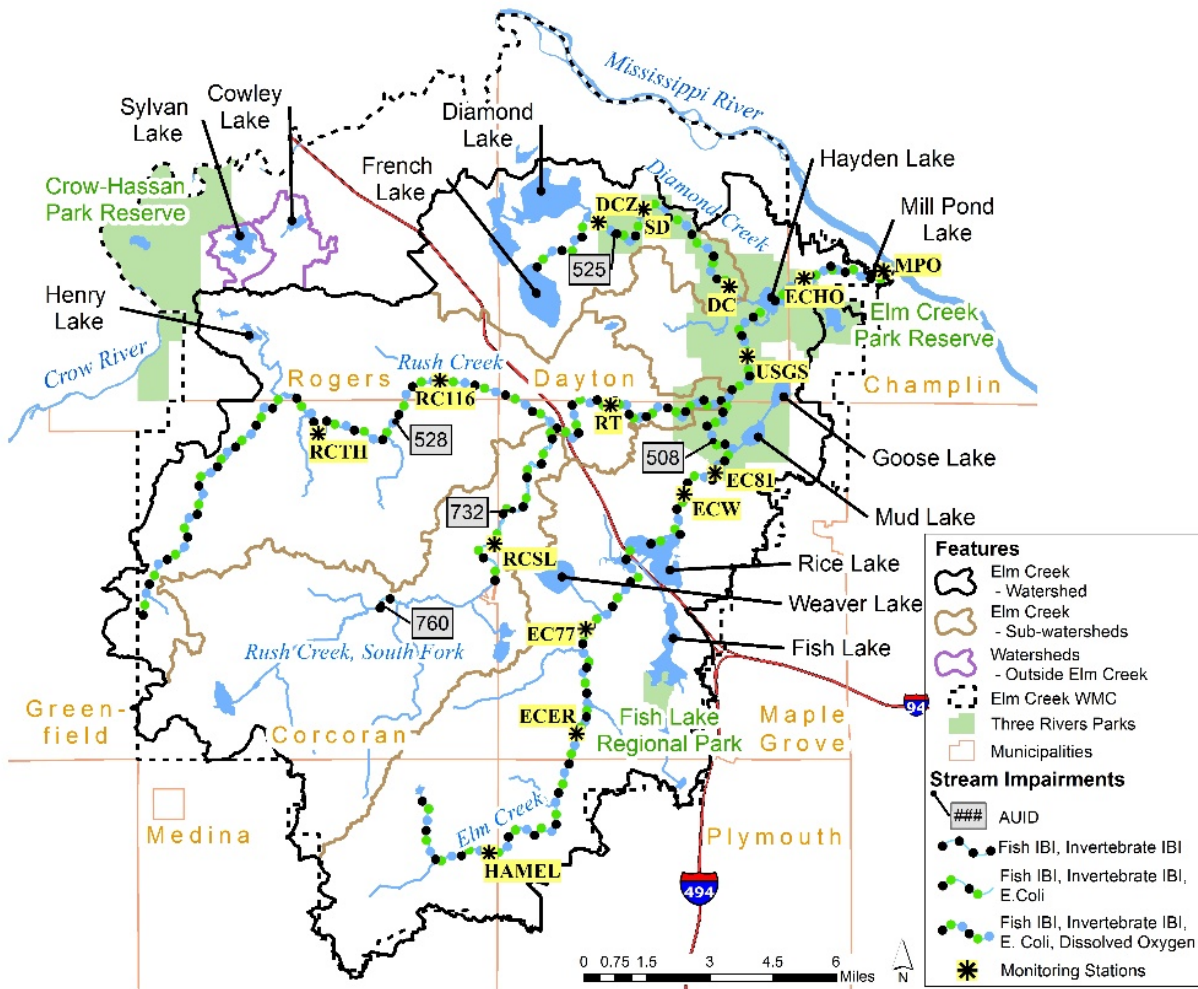 Mississippi River
Sylvan
Lake
Cowley
Lake
Diamond
Lake
French
Lake
Hayden Lake
Mill Pond
Lake
Crow-Hassan
Park Reserve
DCZ
SD
Diamond Creek
525
DC
ECHO
MPO
Elm Creek
Park Reserve
Henry
Lake
Crow River
USGS
Rogers
Rush Creek
Dayton
Champlin
RC116
RT
RCTH
528
508
EC81
Goose Lake
ECW
Mud Lake
732
RCSL
Rice Lake
Weaver Lake
760
EC77
Fish Lake
Rush Creek, South Fork
ECER
Green-
field
Corcoran
Fish Lake
Regional Park
Maple
Grove
94
Medina
Elm Creek
HAMEL
Plymouth
494
0 0.75 1.5 3 4.5 6
Miles
N
Features
Elm Creek
- Watershed
Elm Creek
- Sub-watersheds
Watersheds
- Outside Elm Creek
Elm Creek WMC
Three Rivers Parks
Municipalities
Stream Impairments
### AUID
Fish IBI, Invertebrate IBI
Fish IBI, Invertebrate IBI,
E.Coli
Fish IBI, Invertebrate IBI,
E. Coli, Dissolved Oxygen
Monitoring Stations